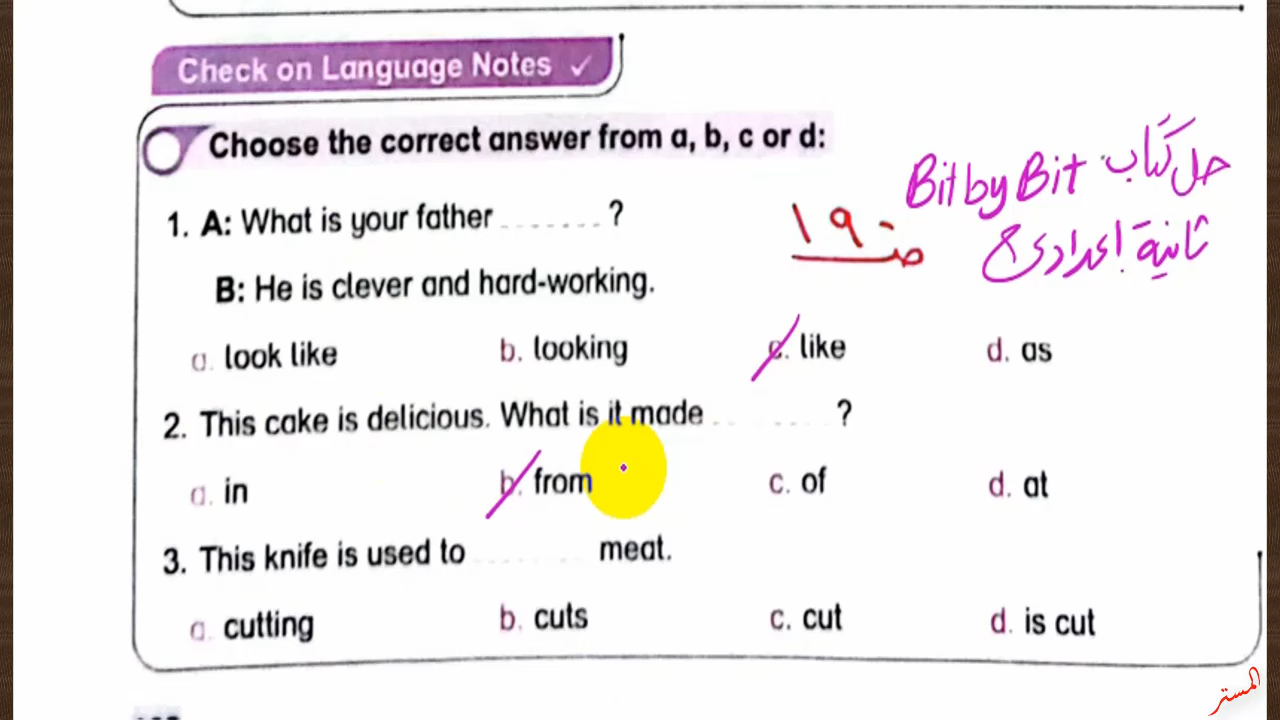 Check on Language Notes ✓
Choose the correct answer from a, b, c or d:
حل كتاب Bit by Bit
ثانية اعدادى
ص ١٩٠
1. A: What is your father ........ ?
B: He is clever and hard-working.
a. look like b. looking c. like d. as
2. This cake is delicious. What is it made ........ ?
a. in b. from c. of d. at
3. This knife is used to ........ meat.
a. cutting b. cuts c. cut d. is cut
المستر